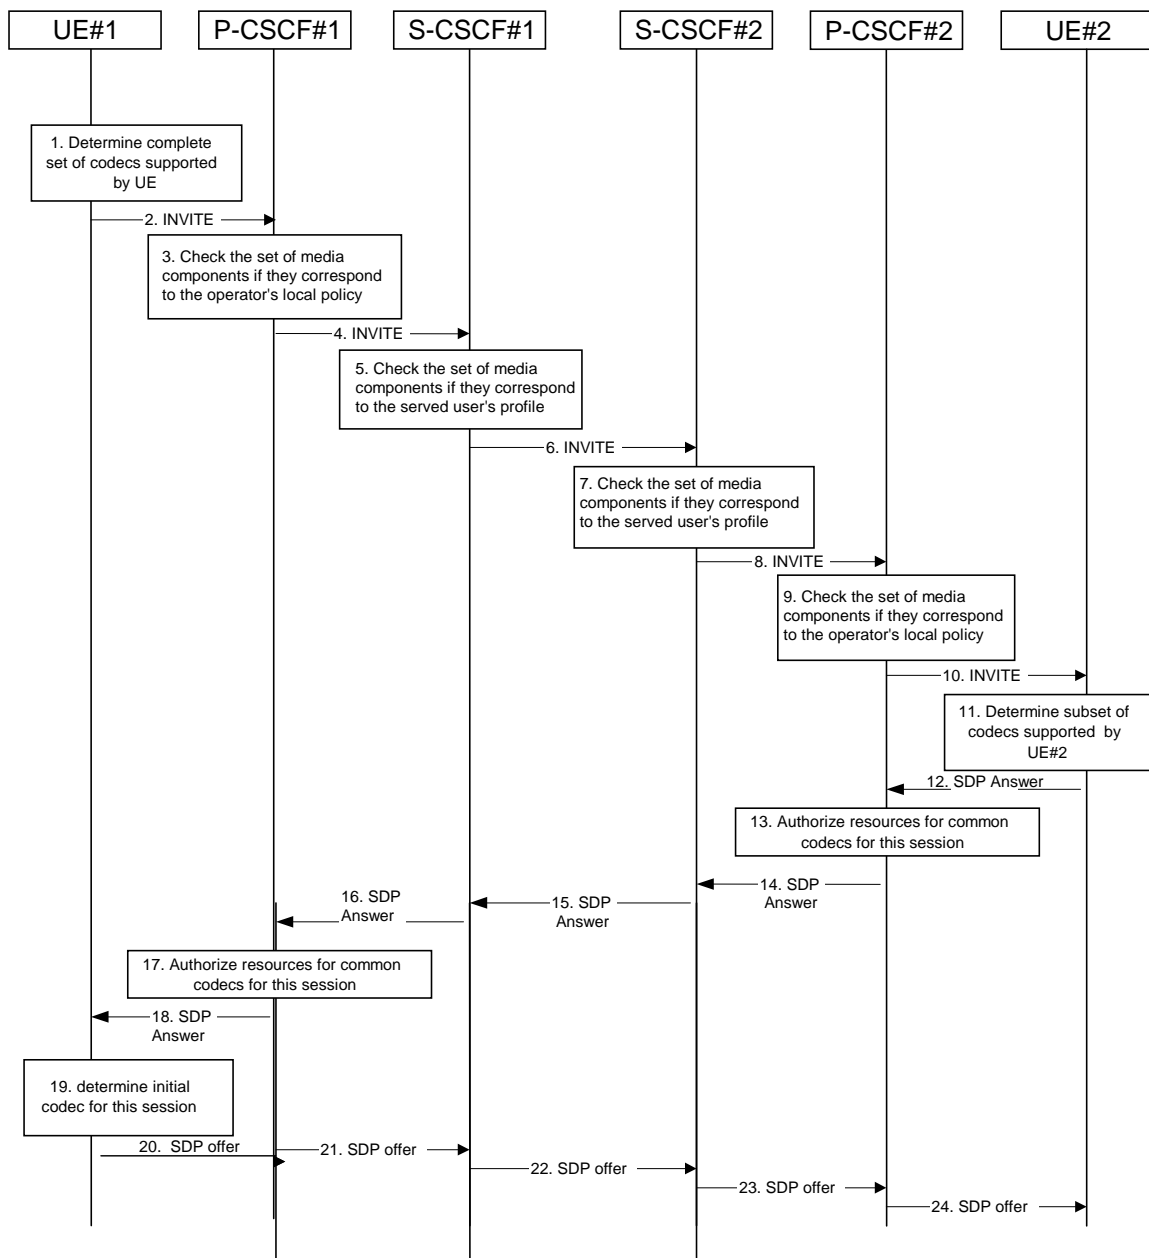 UE#1
P-CSCF#1
S-CSCF#1
S-CSCF#2
P-CSCF#2
UE#2
1. Determine complete
set of codecs supported
by UE
2. INVITE
3. Check the set of media
components if they correspond
to the operator's local policy
4. INVITE
5. Check the set of media
components if they correspond
to the served user's profile
6. INVITE
7. Check the set of media
components if they correspond
to the served user's profile
8. INVITE
9. Check the set of media
components if they correspond
to the operator's local policy
10. INVITE
11. Determine subset of
codecs supported by
UE#2
12. SDP Answer
13. Authorize resources for common
codecs for this session
14. SDP
Answer
15. SDP
Answer
16. SDP
Answer
17. Authorize resources for common
codecs for this session
18. SDP
Answer
19. determine initial
codec for this session
20. SDP offer
21. SDP offer
22. SDP offer
23. SDP offer
24. SDP offer